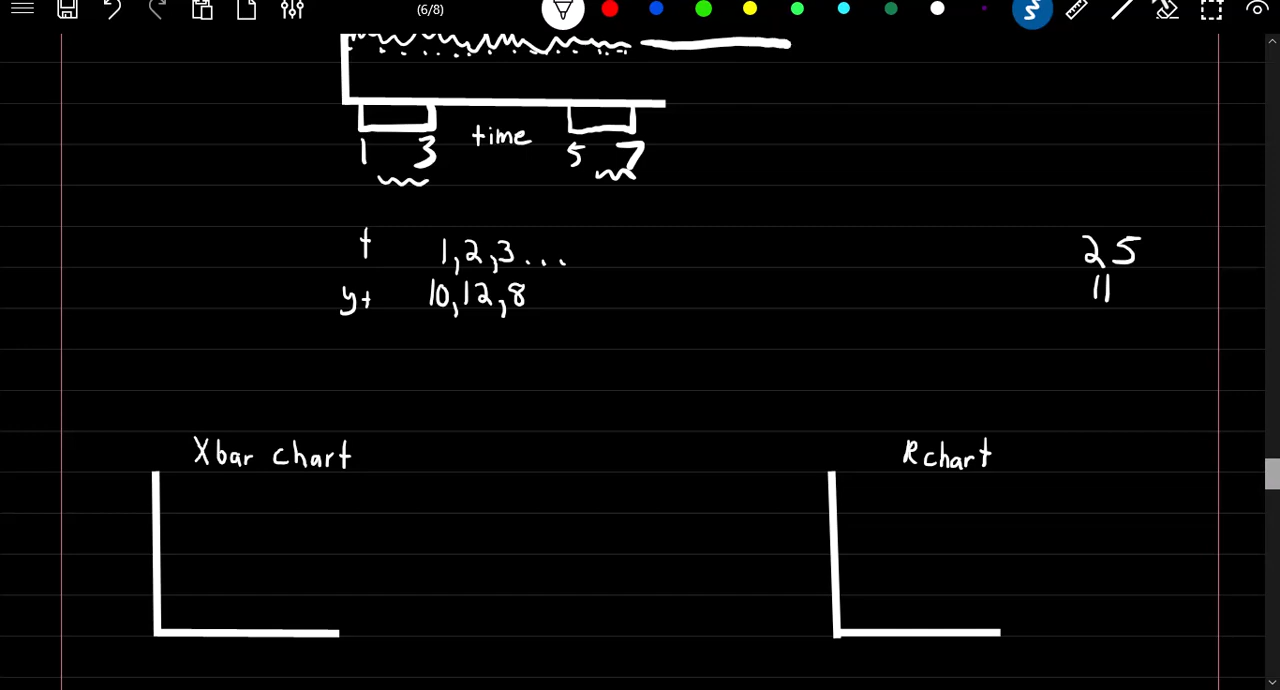 (6/8)
1 3 time 5 7
t 1,2,3... 25
yt 10,12,8 11
Xbar chart Rchart